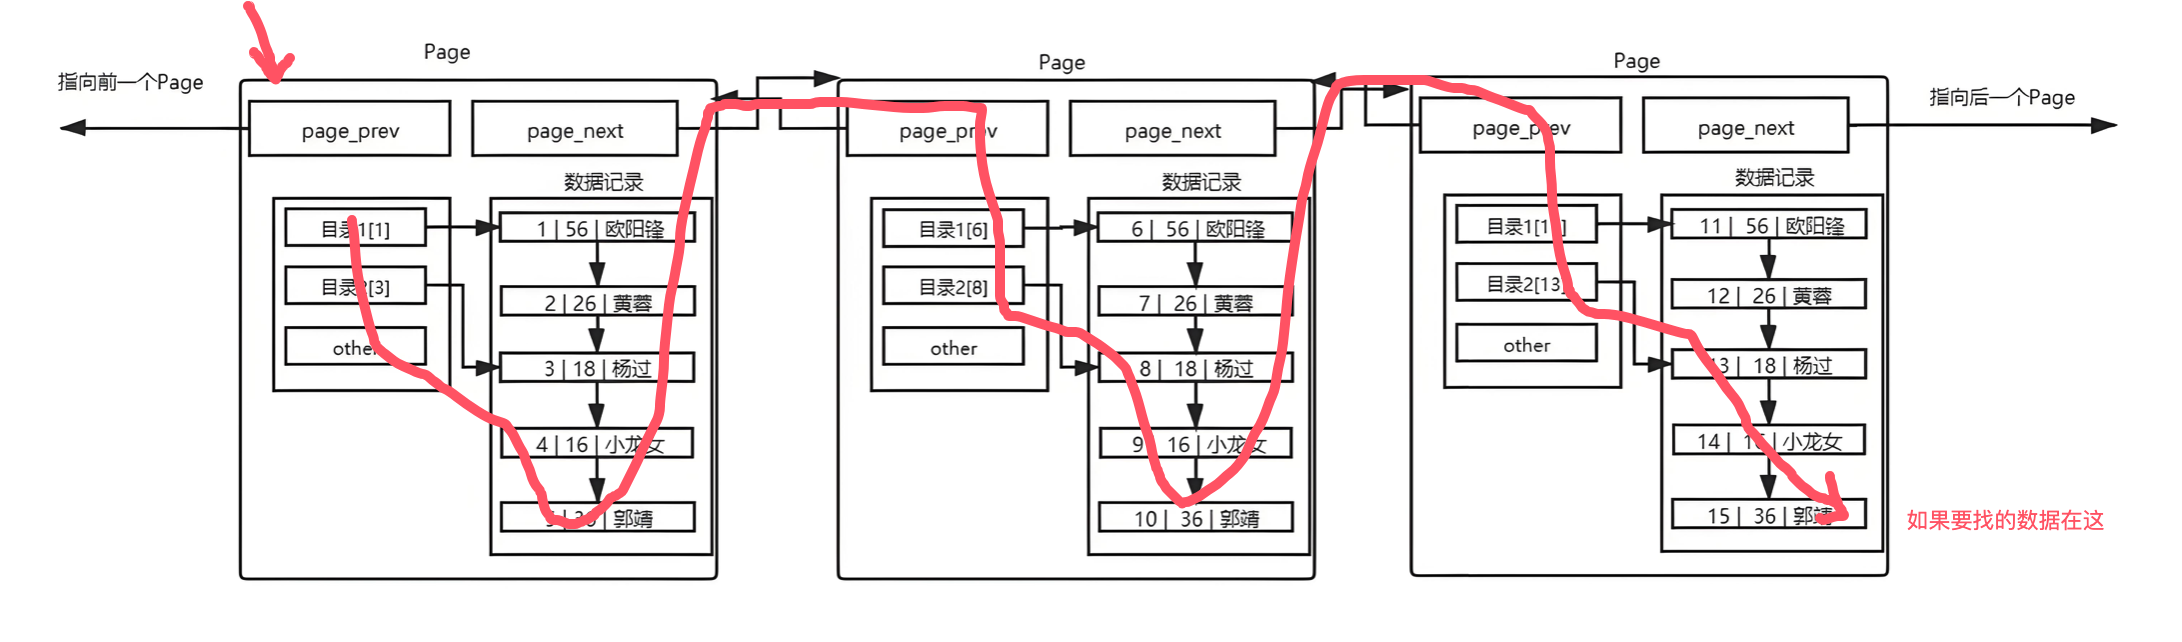 Page
Page
Page
指向前一个Page
指向后一个Page
page_prev
page_next
page_prev
page_next
page_prev
page_next
数据记录
数据记录
数据记录
目录1[1]
目录2[3]
other
1 | 56 | 欧阳锋
2 | 26 | 黄蓉
3 | 18 | 杨过
4 | 16 | 小龙女
5 | 36 | 郭靖
目录1[6]
目录2[8]
other
6 | 56 | 欧阳锋
7 | 26 | 黄蓉
8 | 18 | 杨过
9 | 16 | 小龙女
10 | 36 | 郭靖
目录1[11]
目录2[13]
other
11 | 56 | 欧阳锋
12 | 26 | 黄蓉
13 | 18 | 杨过
14 | 16 | 小龙女
15 | 36 | 郭靖
如果要找的数据在这